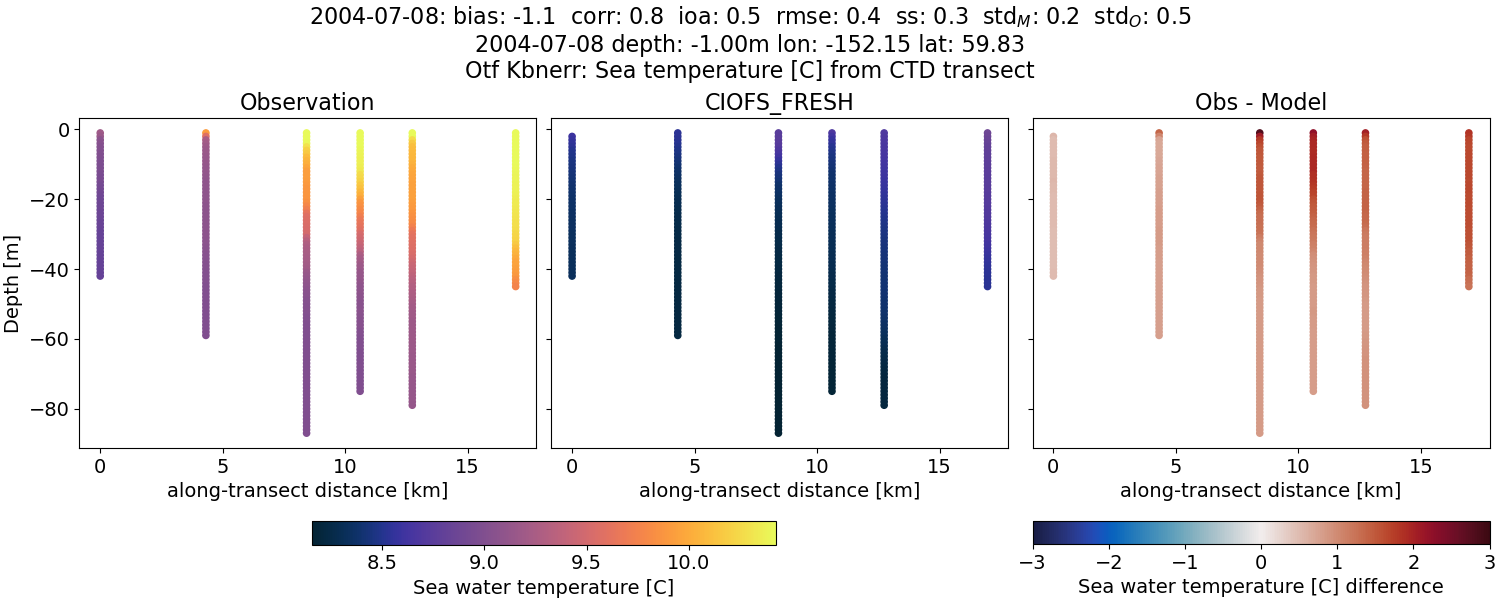 2004-07-08: bias: -1.1 corr: 0.8 ioa: 0.5 rmse: 0.4 ss: 0.3 std_M: 0.2 std_O: 0.5
2004-07-08 depth: -1.00m lon: -152.15 lat: 59.83
Otf Kbnerr: Sea temperature [C] from CTD transect
Observation
CIOFS_FRESH
Obs - Model
Depth [m]
0
−20
−40
−60
−80
0 5 10 15
0 5 10 15
0 5 10 15
along-transect distance [km]
along-transect distance [km]
along-transect distance [km]
8.5 9.0 9.5 10.0
Sea water temperature [C]
−3 −2 −1 0 1 2 3
Sea water temperature [C] difference